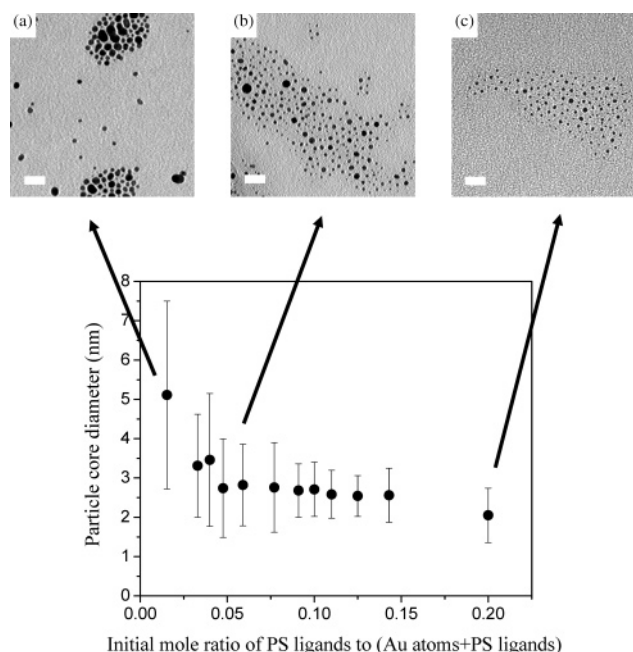 (a)
(b)
(c)
8
7
6
5
4
3
2
1
0
Particle core diameter (nm)
0.00 0.05 0.10 0.15 0.20
Initial mole ratio of PS ligands to (Au atoms+PS ligands)